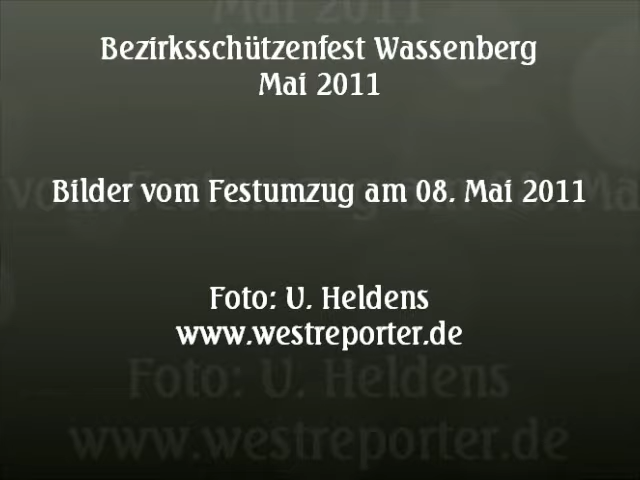 Bezirksschützenfest Wassenberg
Mai 2011
Bilder vom Festumzug am 08. Mai 2011
Foto: U. Heldens
www.westreporter.de